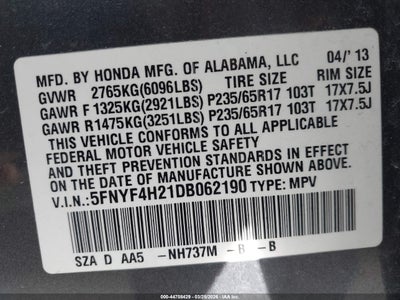 MFD. BY HONDA MFG. OF ALABAMA, LLC 04/'13
GVWR 2765KG(6096LBS) TIRE SIZE RIM SIZE
GAWR F 1325KG(2921LBS) P235/65R17 103T 17X7.5J
GAWR R1475KG(3251LBS) P235/65R17 103T 17X7.5J
THIS VEHICLE CONFORMS TO ALL APPLICABLE
FEDERAL MOTOR VEHICLE SAFETY
STANDARDS IN EFFECT ON THE DATE OF
MANUFACTURE SHOWN ABOVE.
V.I.N.:5FNYF4H21DB062190 TYPE: MPV
SZA D AA5 -NH737M -B -B